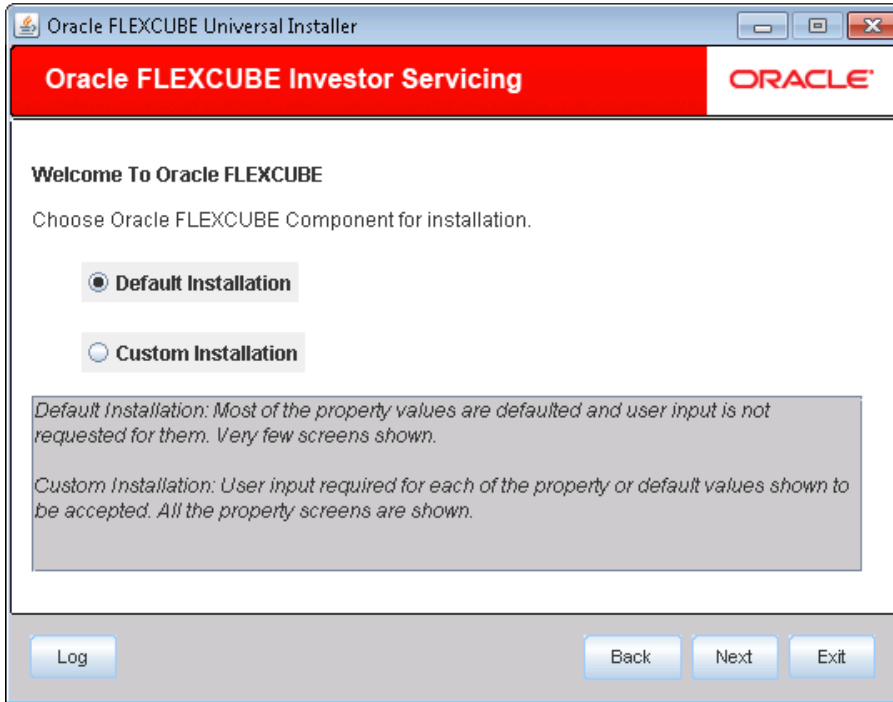 Oracle FLEXCUBE Universal Installer
Oracle FLEXCUBE Investor Servicing
ORACLE
Welcome To Oracle FLEXCUBE
Choose Oracle FLEXCUBE Component for installation.
Default Installation
Custom Installation
Default Installation: Most of the property values are defaulted and user input is not
requested for them. Very few screens shown.
Custom Installation: User input required for each of the property or default values shown to
be accepted. All the property screens are shown.
Log
Back
Next
Exit